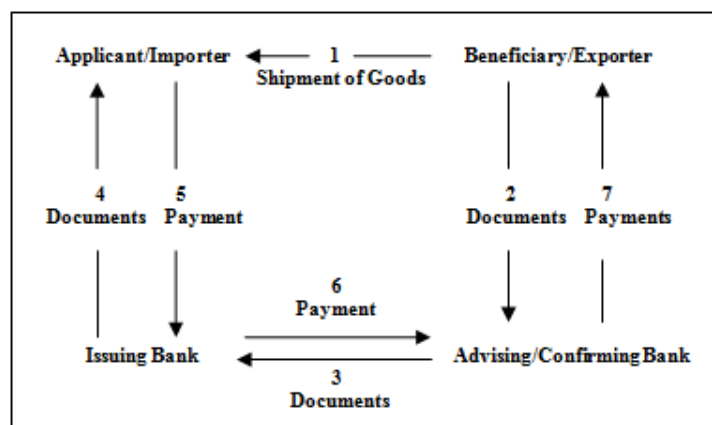 Applicant/Importer
1
Beneficiary/Exporter
Shipment of Goods
4
5
2
7
Documents
Payment
Documents
Payments
6
Payment
Issuing Bank
Advising/Confirming Bank
3
Documents